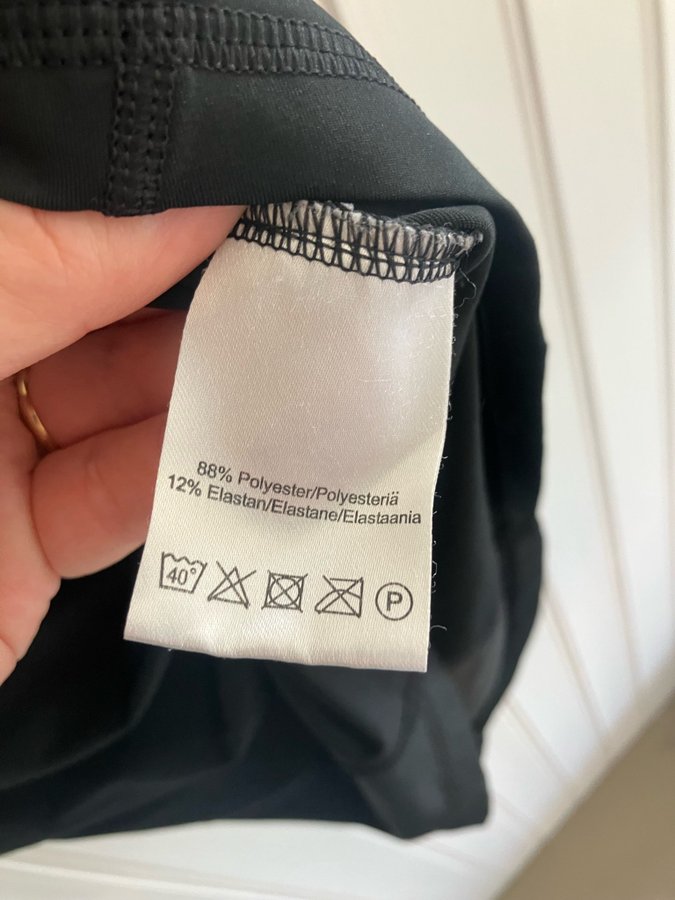 88% Polyester/Polyesteriä
12% Elastan/Elastane/Elastaania
40° P